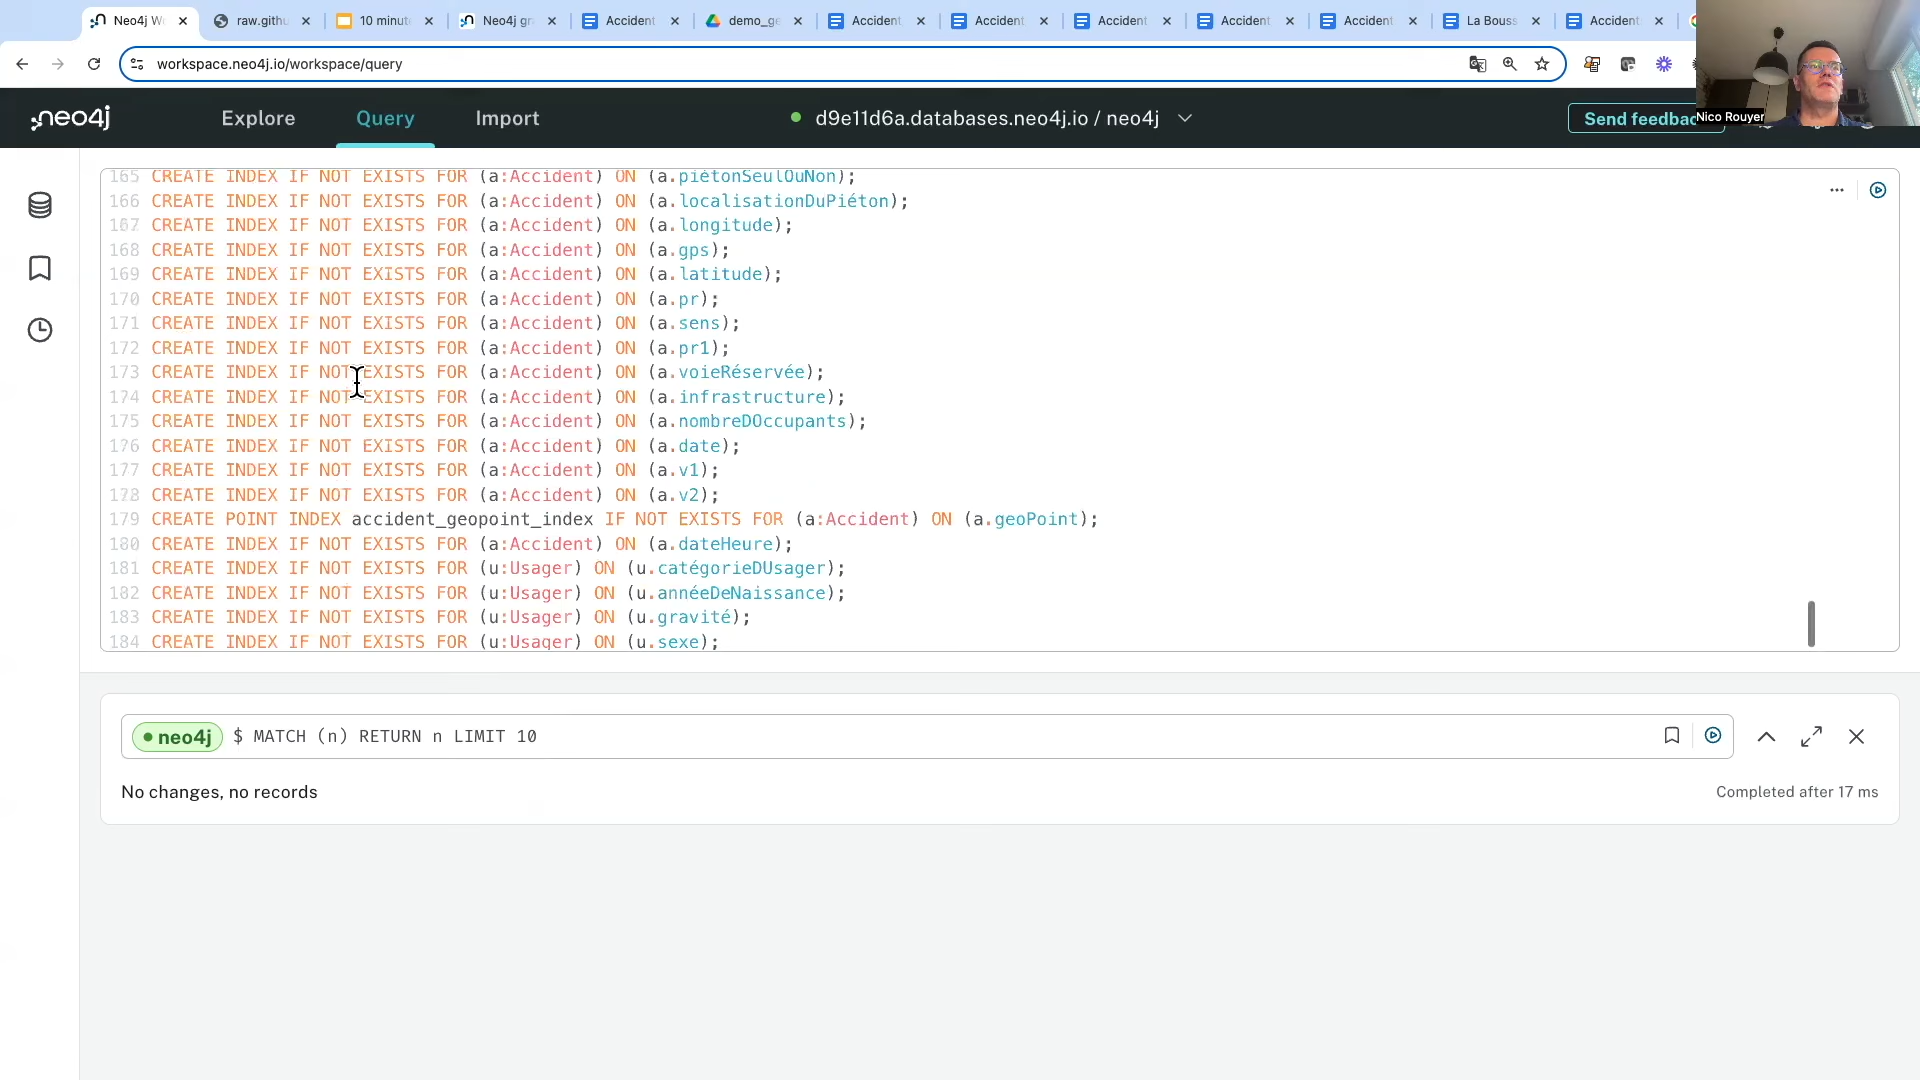 Neo4j W
raw.gith
10 minut
Neo4j gr
Accident
demo_ge
Accident
Accident
Accident
Accident
Accident
La Bouss
Accident
workspace.neo4j.io/workspace/query
neo4j
Explore
Query
Import
d9e11d6a.databases.neo4j.io / neo4j
Send feedbac
Nico Rouyer
165 CREATE INDEX IF NOT EXISTS FOR (a:Accident) ON (a.piétonSeulOuNon);
166 CREATE INDEX IF NOT EXISTS FOR (a:Accident) ON (a.localisationDuPiéton);
167 CREATE INDEX IF NOT EXISTS FOR (a:Accident) ON (a.longitude);
168 CREATE INDEX IF NOT EXISTS FOR (a:Accident) ON (a.gps);
169 CREATE INDEX IF NOT EXISTS FOR (a:Accident) ON (a.latitude);
170 CREATE INDEX IF NOT EXISTS FOR (a:Accident) ON (a.pr);
171 CREATE INDEX IF NOT EXISTS FOR (a:Accident) ON (a.sens);
172 CREATE INDEX IF NOT EXISTS FOR (a:Accident) ON (a.pr1);
173 CREATE INDEX IF NOT EXISTS FOR (a:Accident) ON (a.voieRéservée);
174 CREATE INDEX IF NOT EXISTS FOR (a:Accident) ON (a.infrastructure);
175 CREATE INDEX IF NOT EXISTS FOR (a:Accident) ON (a.nombreDOccupants);
176 CREATE INDEX IF NOT EXISTS FOR (a:Accident) ON (a.date);
177 CREATE INDEX IF NOT EXISTS FOR (a:Accident) ON (a.v1);
178 CREATE INDEX IF NOT EXISTS FOR (a:Accident) ON (a.v2);
179 CREATE POINT INDEX accident_geopoint_index IF NOT EXISTS FOR (a:Accident) ON (a.geoPoint);
180 CREATE INDEX IF NOT EXISTS FOR (a:Accident) ON (a.dateHeure);
181 CREATE INDEX IF NOT EXISTS FOR (u:Usager) ON (u.catégorieDUsager);
182 CREATE INDEX IF NOT EXISTS FOR (u:Usager) ON (u.annéeDeNaissance);
183 CREATE INDEX IF NOT EXISTS FOR (u:Usager) ON (u.gravité);
184 CREATE INDEX IF NOT EXISTS FOR (u:Usager) ON (u.sexe);
neo4j $ MATCH (n) RETURN n LIMIT 10
No changes, no records
Completed after 17 ms